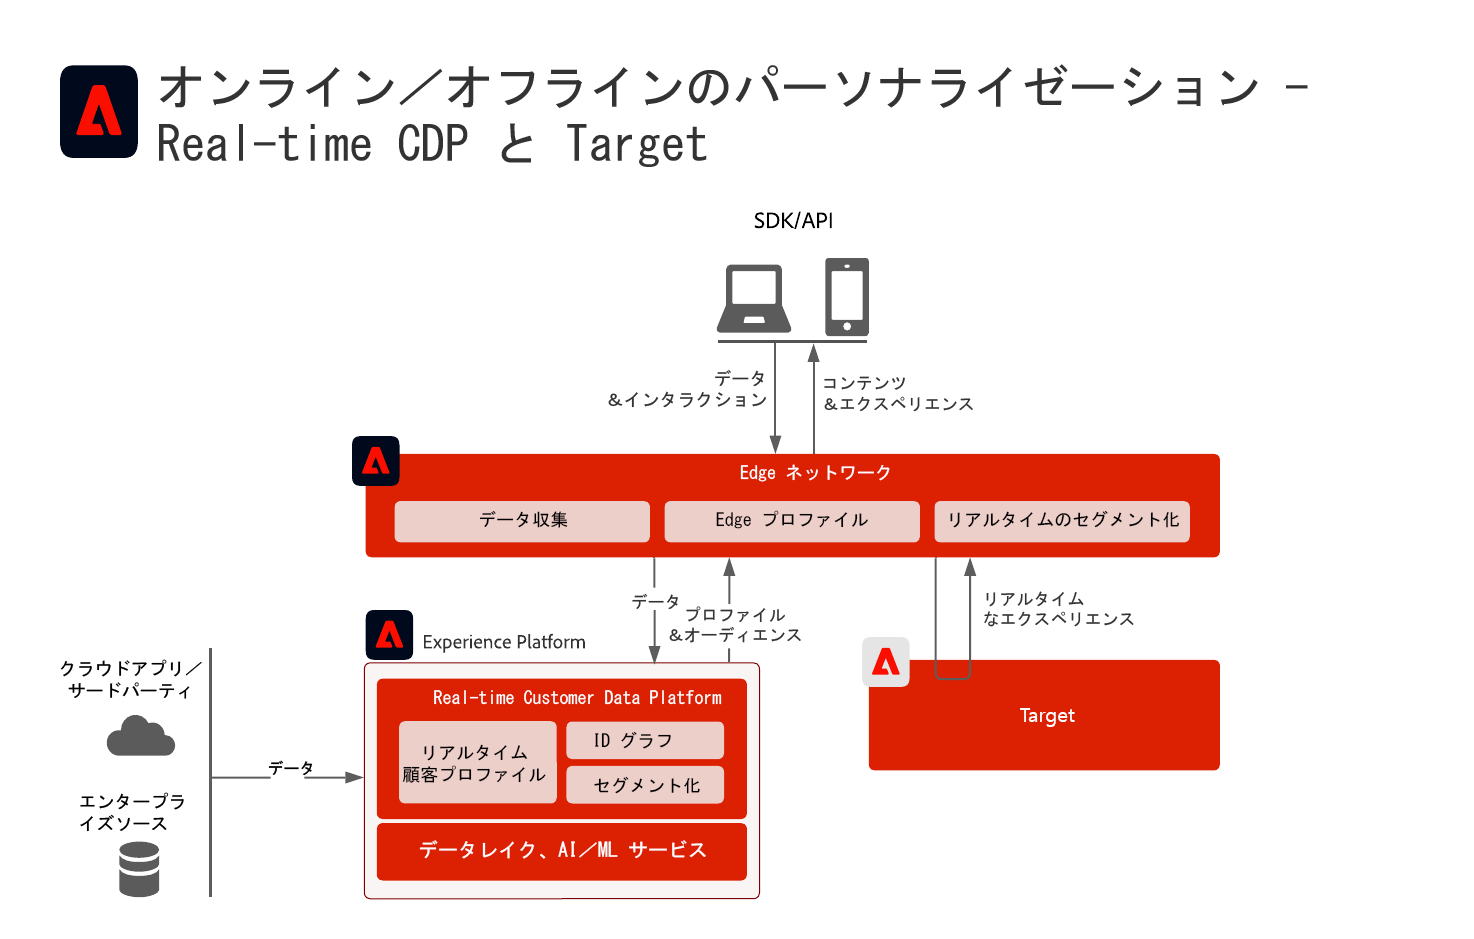 オンライン／オフラインのパーソナライゼーション -
Real-time CDP と Target
SDK/API
データ
&インタラクション
コンテンツ
&エクスペリエンス
Edge ネットワーク
データ収集
Edge プロファイル
リアルタイムのセグメント化
データ
プロファイル
&オーディエンス
リアルタイム
なエクスペリエンス
Experience Platform
クラウドアプリ／
サードパーティ
データ
エンタープラ
イズソース
Real-time Customer Data Platform
リアルタイム
顧客プロファイル
ID グラフ
セグメント化
データレイク、AI／ML サービス
Target